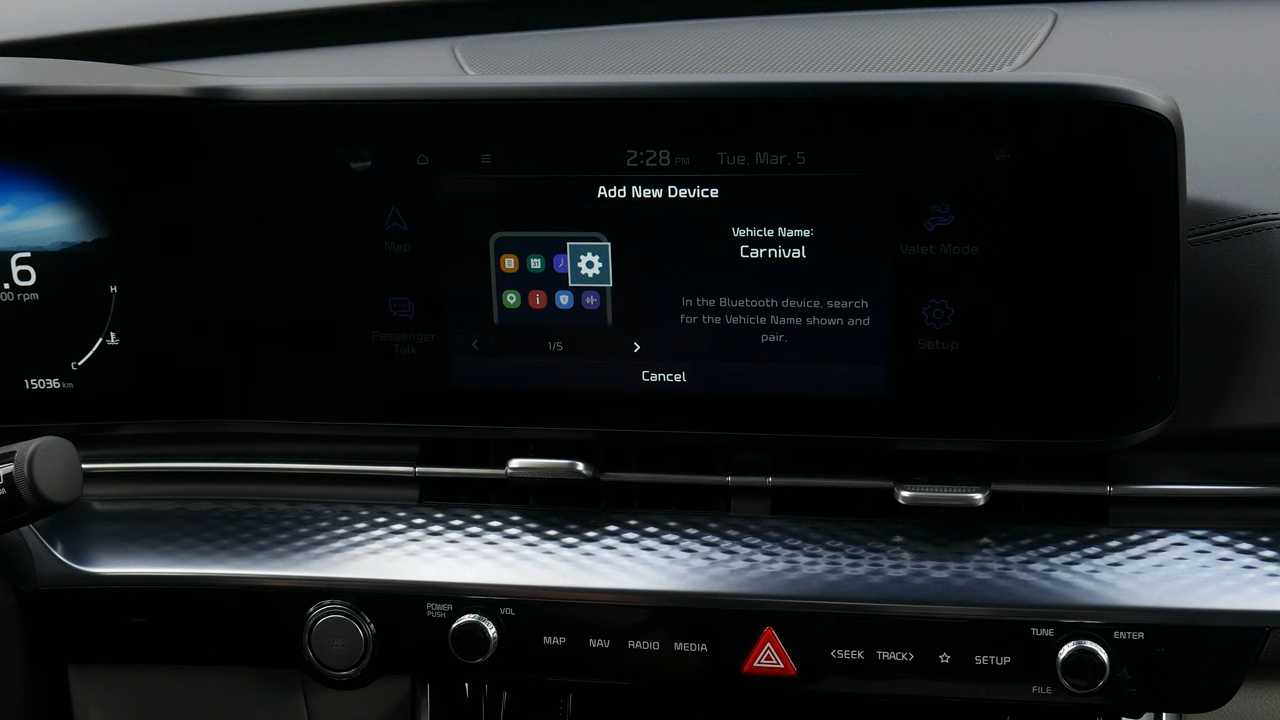 2:28 PM Tue, Mar. 5
Add New Device
Vehicle Name:
Carnival
In the Bluetooth device, search
for the Vehicle Name shown and
pair.
31
1/5
Cancel
Map
Passenger
Talk
Valet Mode
Setup
.6
00 rpm
H
C
15036 km
POWER
PUSH
VOL
MAP
NAV
RADIO
MEDIA
<SEEK
TRACK>
SETUP
TUNE
ENTER
FILE